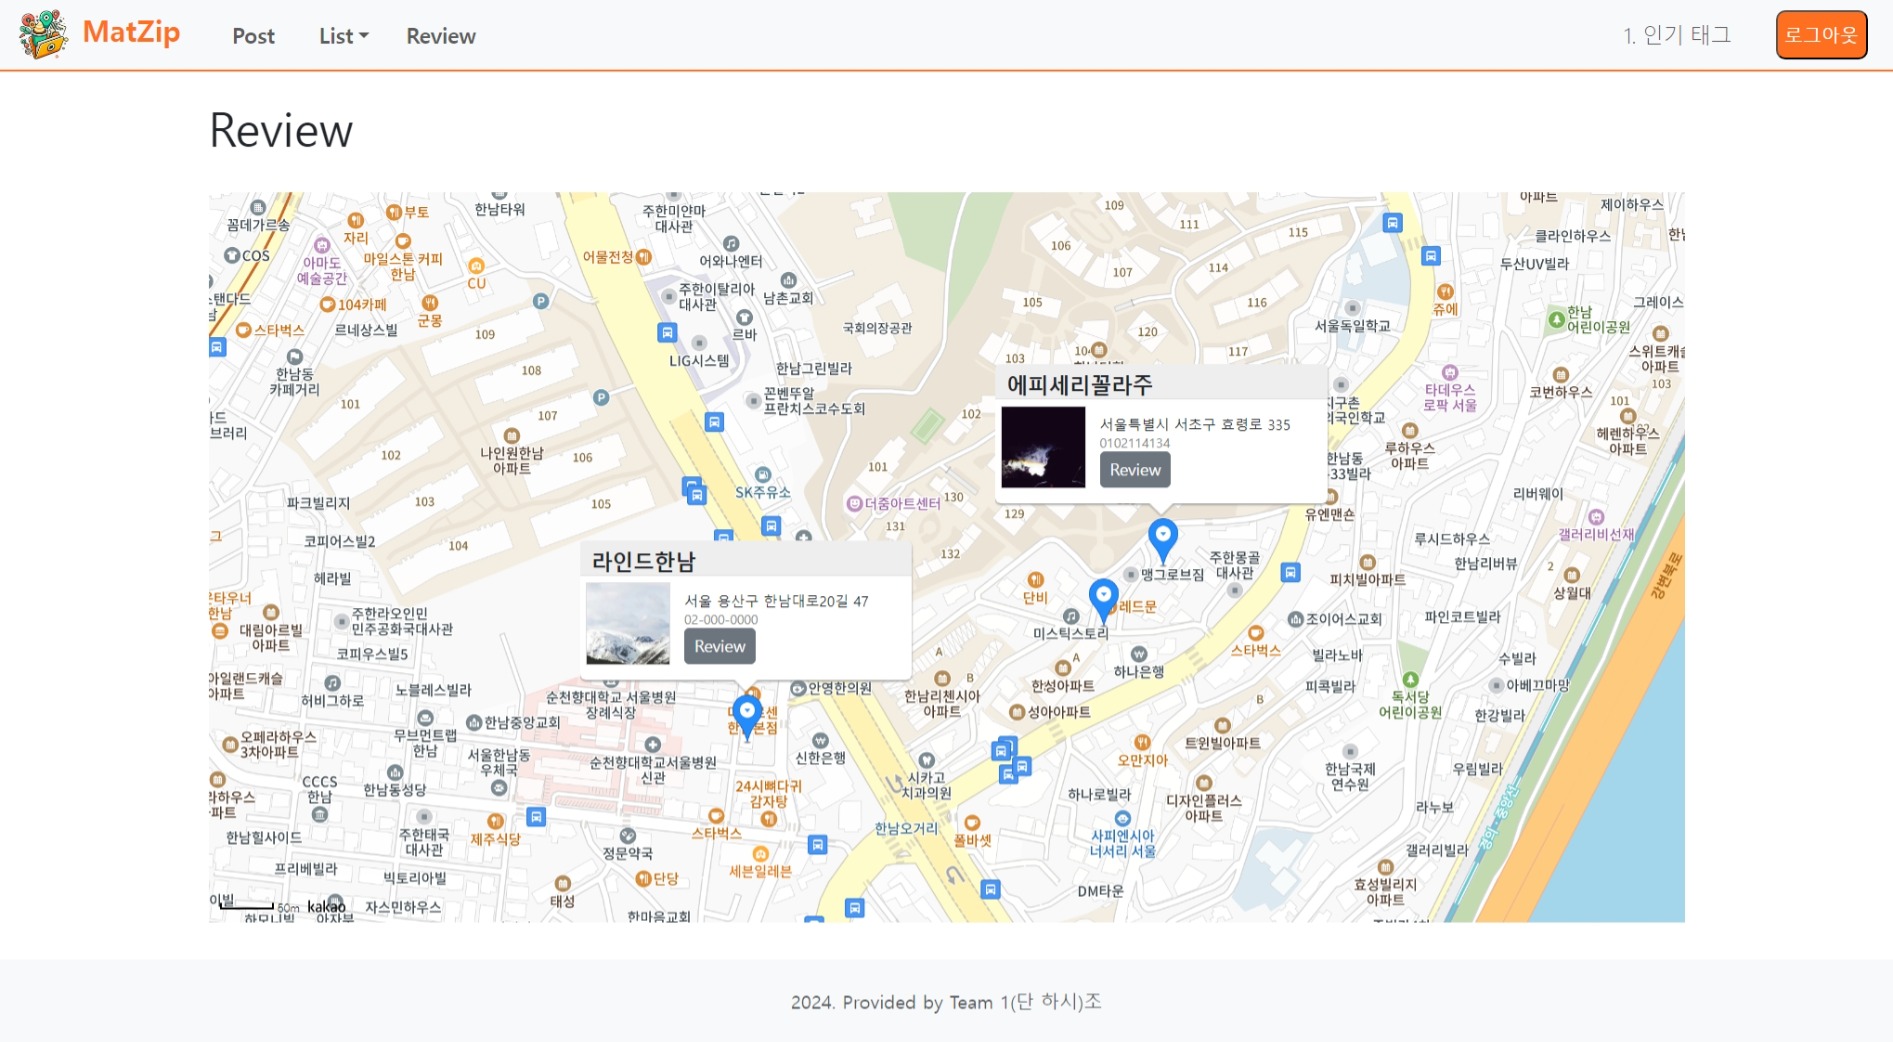 MatZip
Post
List
Review
1. 인기 태그
로그아웃
Review
한남타워
주한미얀마
대사관
109
아파트
제이하우스
꼼데가르송
자리
부토
106
111
115
클라인하우스
COS
아마도
예술공간
마일스톤 커피
한남
CU
어물전청
어와나엔터
107
114
두산UV빌라
104카페
군몽
P
주한이탈리아
대사관
남촌교회
105
116
쥬에
한남
어린이공원
그레이스
스타벅스
르네상스빌
109
르바
국회의장공관
120
서울독일학교
LIG시스템
103
117
한남동
카페거리
108
한남그린빌라
타데우스
로팍 서울
코번하우스
103
101
P
꼰벤뚜알
프란치스코수도회
102
101
107
헤렌하우스
아파트
나인원한남
아파트
102
106
101
루하우스
아파트
에피세리꼴라주
서울특별시 서초구 효령로 335
0102114134
Review
SK주유소
파크빌리지
103
105
더줌아트센터
130
129
유엔맨숀
리버웨이
갤러리비선재
131
코피어스빌2
104
132
루시드하우스
한남리버뷰
2
상월대
강변북로
헤라빌
맹그로브짐
주한몽골
대사관
피치빌아파트
라인드한남
서울 용산구 한남대로20길 47
02-000-0000
Review
단비
레드문
미스틱스토리
조이어스교회
파인코트빌라
대림아르빌
아파트
주한라오인민
민주공화국대사관
스타벅스
코피우스빌5
A
A
하나은행
빌라노바
수빌라
허비그하로
노블레스빌라
순천향대학교 서울병원
장례식장
안영한의원
B
한남리첸시아
아파트
한성아파트
성아아파트
B
피콕빌라
독서당
어린이공원
아베끄마망
한강빌라
오페라하우스
3차아파트
무브먼트랩
한남
한남중앙교회
서울한남동
우체국
순천향대학교서울병원
신관
신한은행
트윈빌아파트
CCCS
한남
한남동성당
시카고
치과의원
오만지아
한남국제
연수원
우림빌라
24시뼈다귀
감자탕
하나로빌라
디자인플러스
아파트
라누보
한남힐사이드
주한태국
대사관
제주식당
스타벅스
한남오거리
폴바셋
사피엔시아
너서리 서울
경의·중앙선
갤러리빌라
정문약국
세븐일레븐
프리베빌라
빅토리아빌
단당
DM타운
효성빌리지
아파트
태성
50m
kakao
자스민하우스
한마음교회
2024. Provided by Team 1(단 하시)조